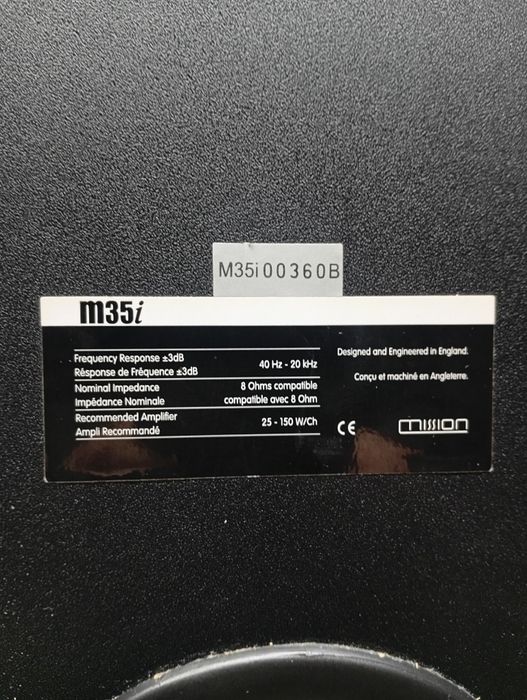 M35i00360B
m35i
Frequency Response ±3dB
Résponse de Fréquence ±3dB
40 Hz - 20 kHz
Nominal Impedance
Impédance Nominale
8 Ohms compatible
compatible avec 8 Ohm
Recommended Amplifier
Ampli Recommandé
25 - 150 W/Ch
Designed and Engineered in England.
Conçu et machiné en Angleterre.
CE
MISSION